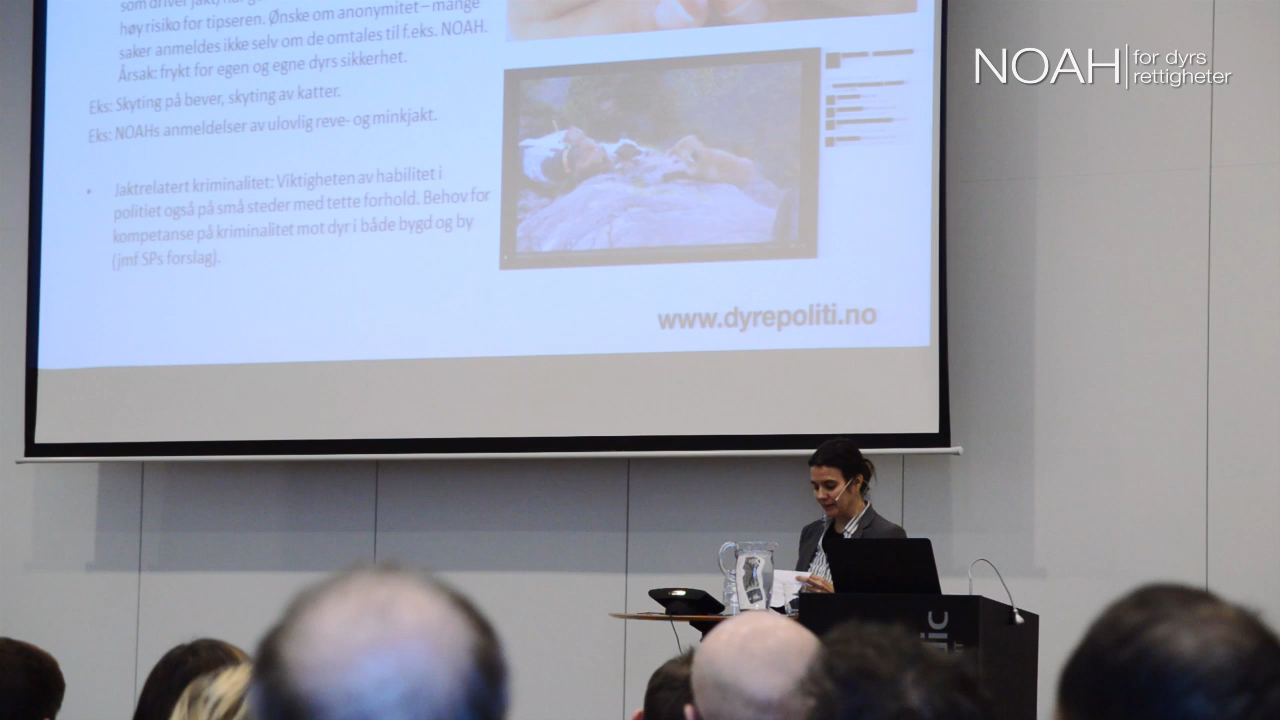 som driver jakt,
høy risiko for tipseren. Ønske om anonymitet – mange
saker anmeldes ikke selv om de omtales til f.eks. NOAH.
Årsak: frykt for egen og egne dyrs sikkerhet.
Eks: Skyting på bever, skyting av katter.
Eks: NOAHs anmeldelser av ulovlig reve- og minkjakt.
• Jaktrelatert kriminalitet: Viktigheten av habilitet i
politiet også på små steder med tette forhold. Behov for
kompetanse på kriminalitet mot dyr i både bygd og by
(jmf SPs forslag).
www.dyrepoliti.no
NOAH for dyrs
rettigheter